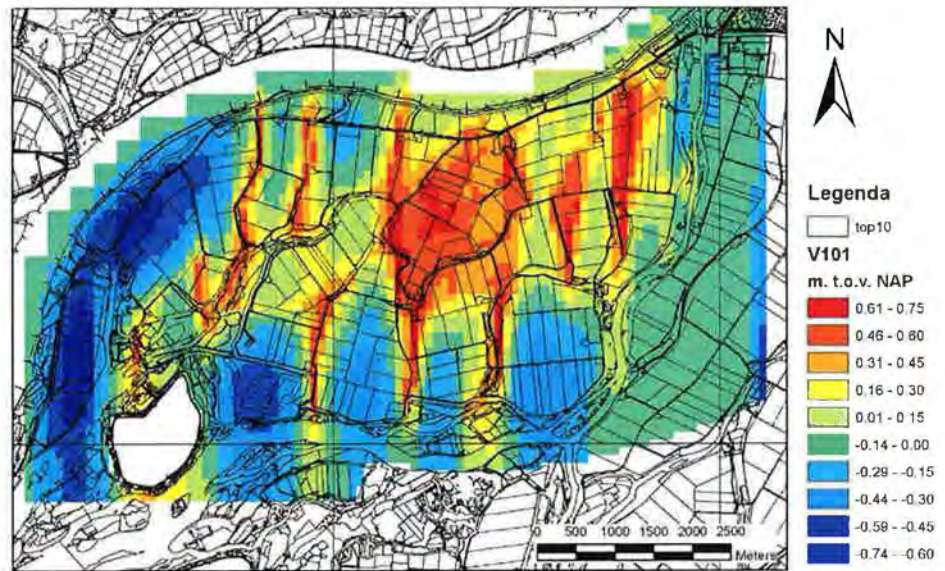 N
Legenda
top10
V101
m. t.o.v. NAP
0.61 - 0.75
0.46 - 0.60
0.31 - 0.45
0.16 - 0.30
0.01 - 0.15
-0.14 - 0.00
-0.29 - -0.15
-0.44 - -0.30
-0.59 - -0.45
-0.74 - -0.60
0 500 1000 1500 2000 2500
Meters